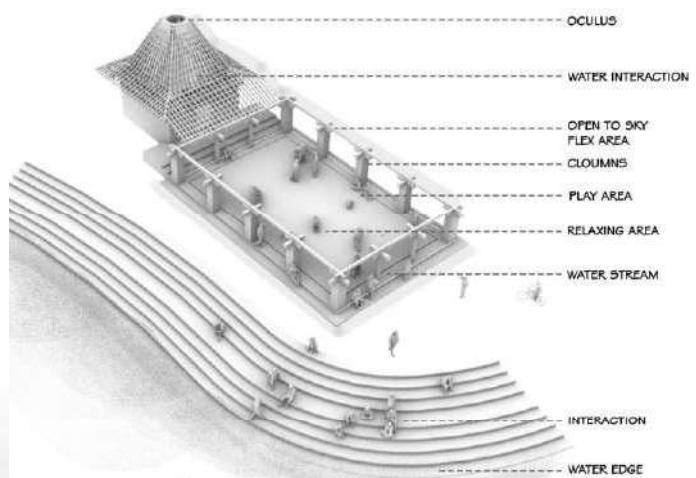 OCULUS
WATER INTERACTION
OPEN TO SKY
FLEX AREA
CLOUMNS
PLAY AREA
RELAXING AREA
WATER STREAM
INTERACTION
WATER EDGE